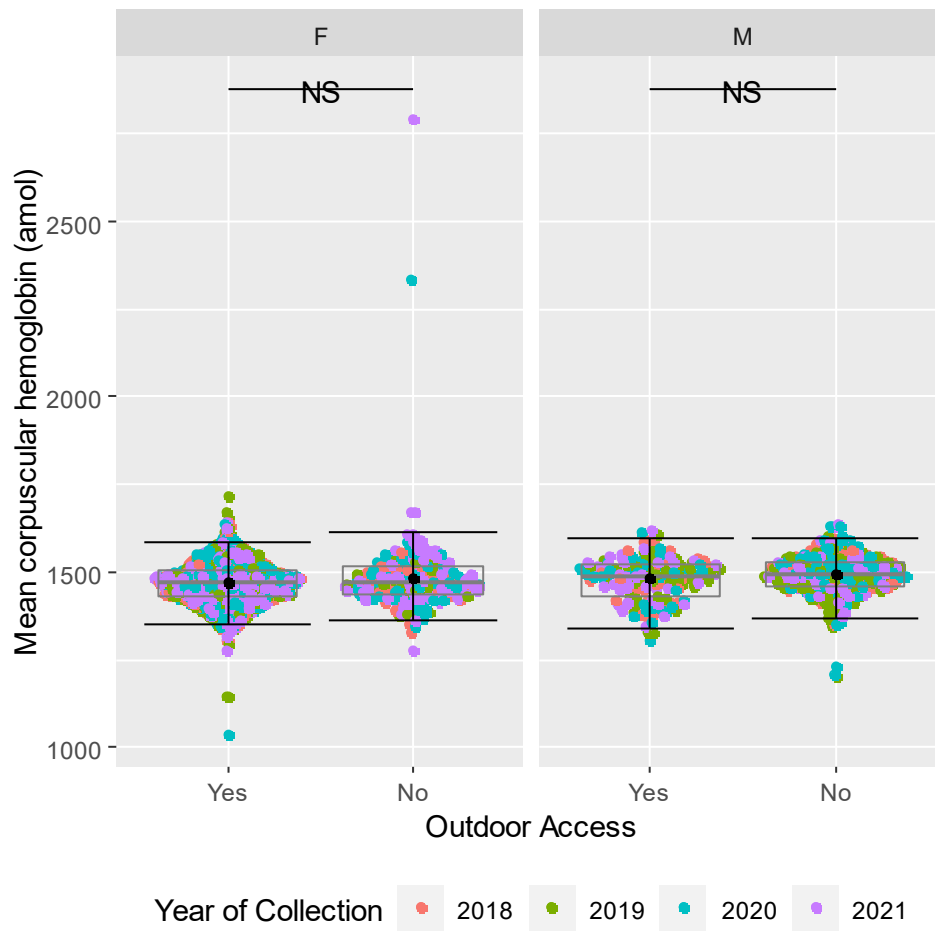 F M
NS NS
Mean corpuscular hemoglobin (amol)
2500
2000
1500
1000
Yes No Yes No
Outdoor Access
Year of Collection 2018 2019 2020 2021